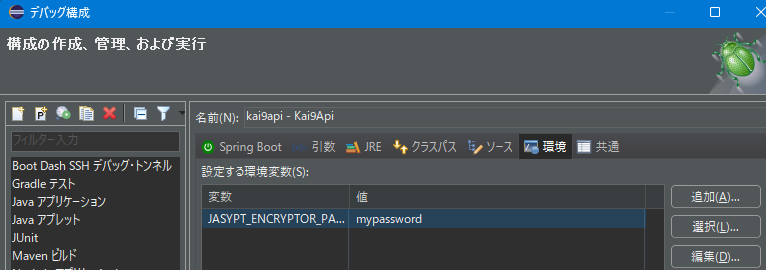 デバッグ構成
構成の作成、管理、および実行
名前(N): kai9api - Kai9Api
フィルター入力
Boot Dash SSH デバッグ・トンネル
Gradle テスト
Java アプリケーション
Java アプレット
JUnit
Maven ビルド
Spring Boot 引数 JRE クラスパス ソース 環境 共通
設定する環境変数(S):
変数 値
JASYPT_ENCRYPTOR_PA... mypassword
追加(A)...
選択(L)...
編集(D)...